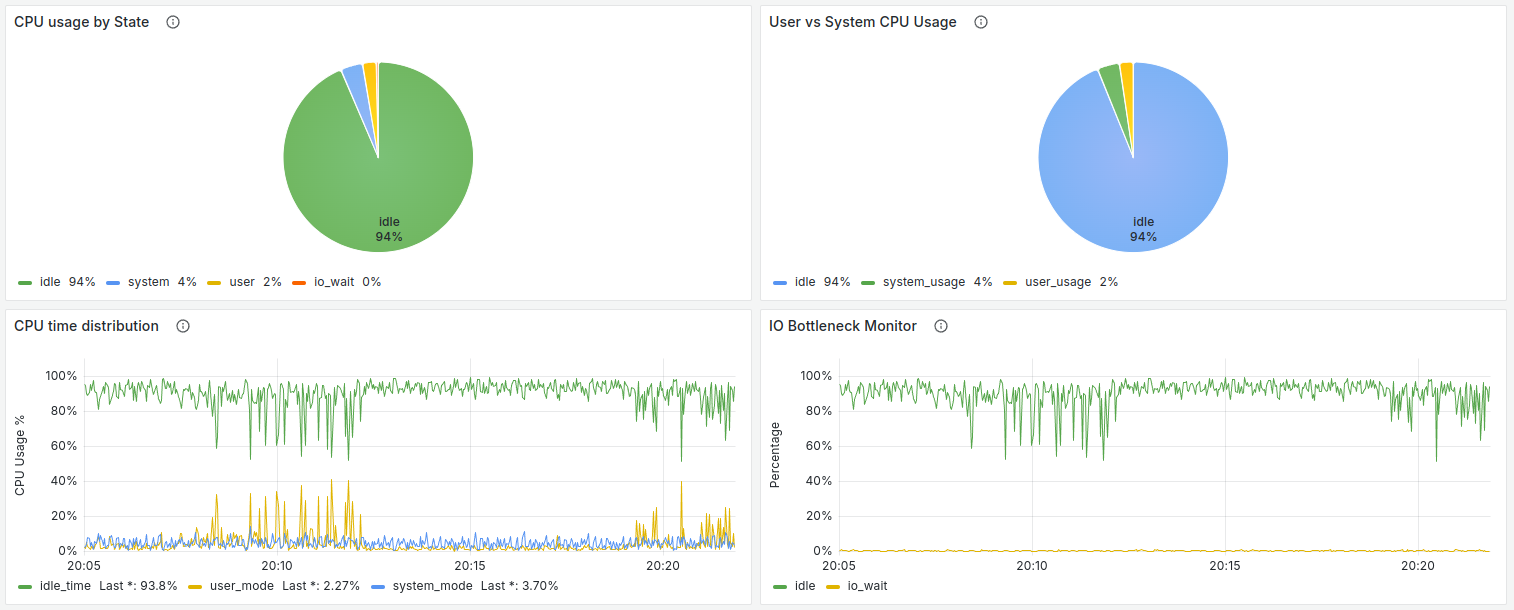 CPU usage by State
User vs System CPU Usage
idle
94%
idle
94%
idle 94% system 4% user 2% io_wait 0%
idle 94% system_usage 4% user_usage 2%
CPU time distribution
IO Bottleneck Monitor
CPU Usage %
100%
80%
60%
40%
20%
0%
20:05 20:10 20:15 20:20
idle_time Last *: 93.8% user_mode Last *: 2.27% system_mode Last *: 3.70%
Percentage
100%
80%
60%
40%
20%
0%
20:05 20:10 20:15 20:20
idle io_wait